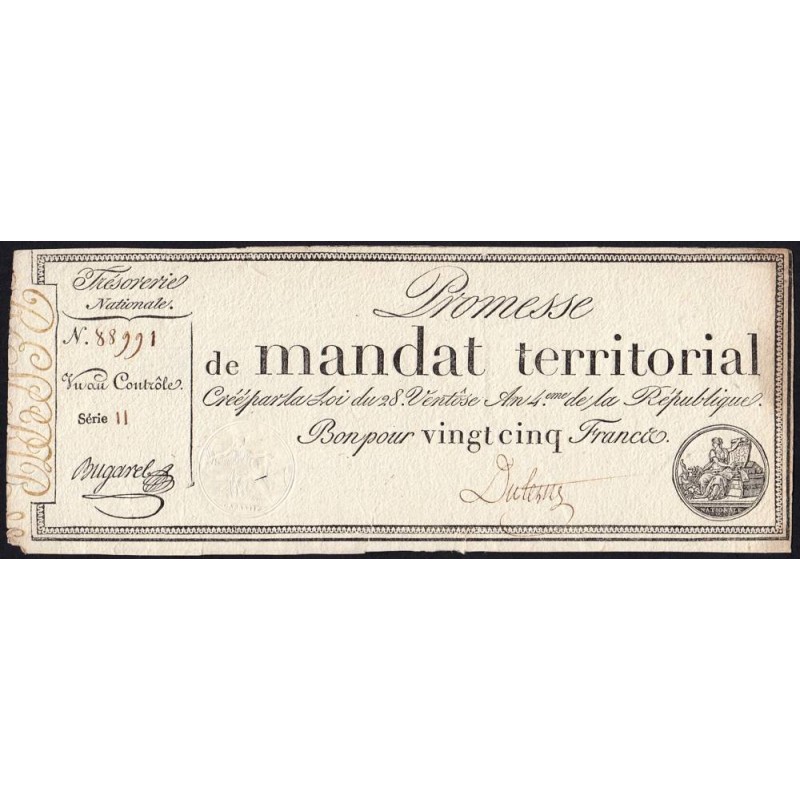 Trésorerie
Nationale.
N. 88991
Vu au Contrôle.
Série 11
Bugarel
Promesse
de mandat territorial
Créé par la Loi du 28. Ventôse An 4.eme de la République.
Bon pour vingt cinq Francs.
NATIONALE